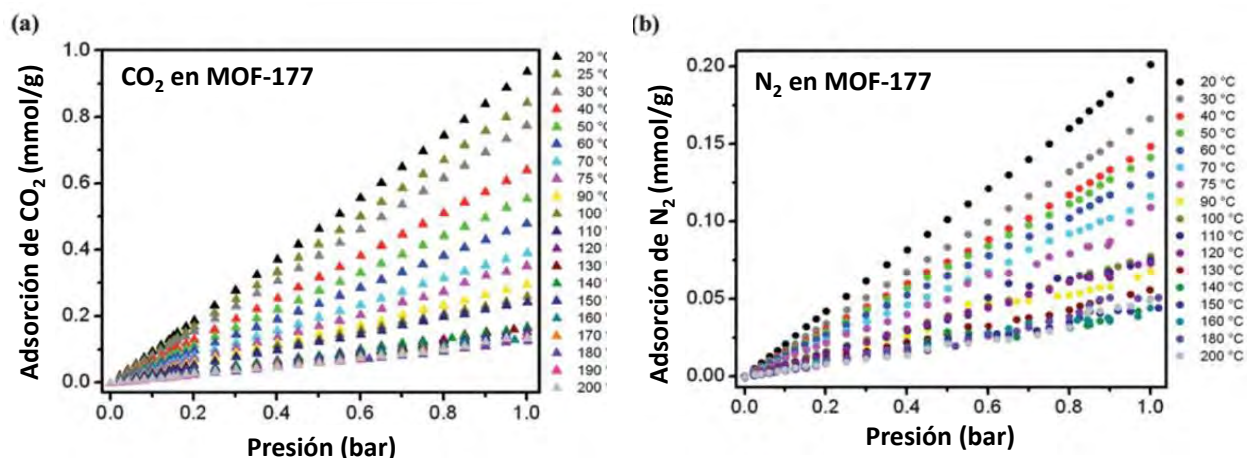 (a)
CO₂ en MOF-177
Adsorción de CO₂ (mmol/g)
1.0
0.8
0.6
0.4
0.2
0.0
0.0 0.2 0.4 0.6 0.8 1.0
Presión (bar)
20 °C
25 °C
30 °C
40 °C
50 °C
60 °C
70 °C
75 °C
90 °C
100 °
110 °
120 °
130 °
140 °
150 °
160 °
170 °
180 °
190 °
200 °
(b)
N₂ en MOF-177
Adsorción de N₂ (mmol/g)
0.20
0.15
0.10
0.05
0.00
0.0 0.2 0.4 0.6 0.8 1.0
Presión (bar)
20 °C
30 °C
40 °C
50 °C
60 °C
70 °C
75 °C
90 °C
100 °C
110 °C
120 °C
130 °C
140 °C
150 °C
160 °C
180 °C
200 °C